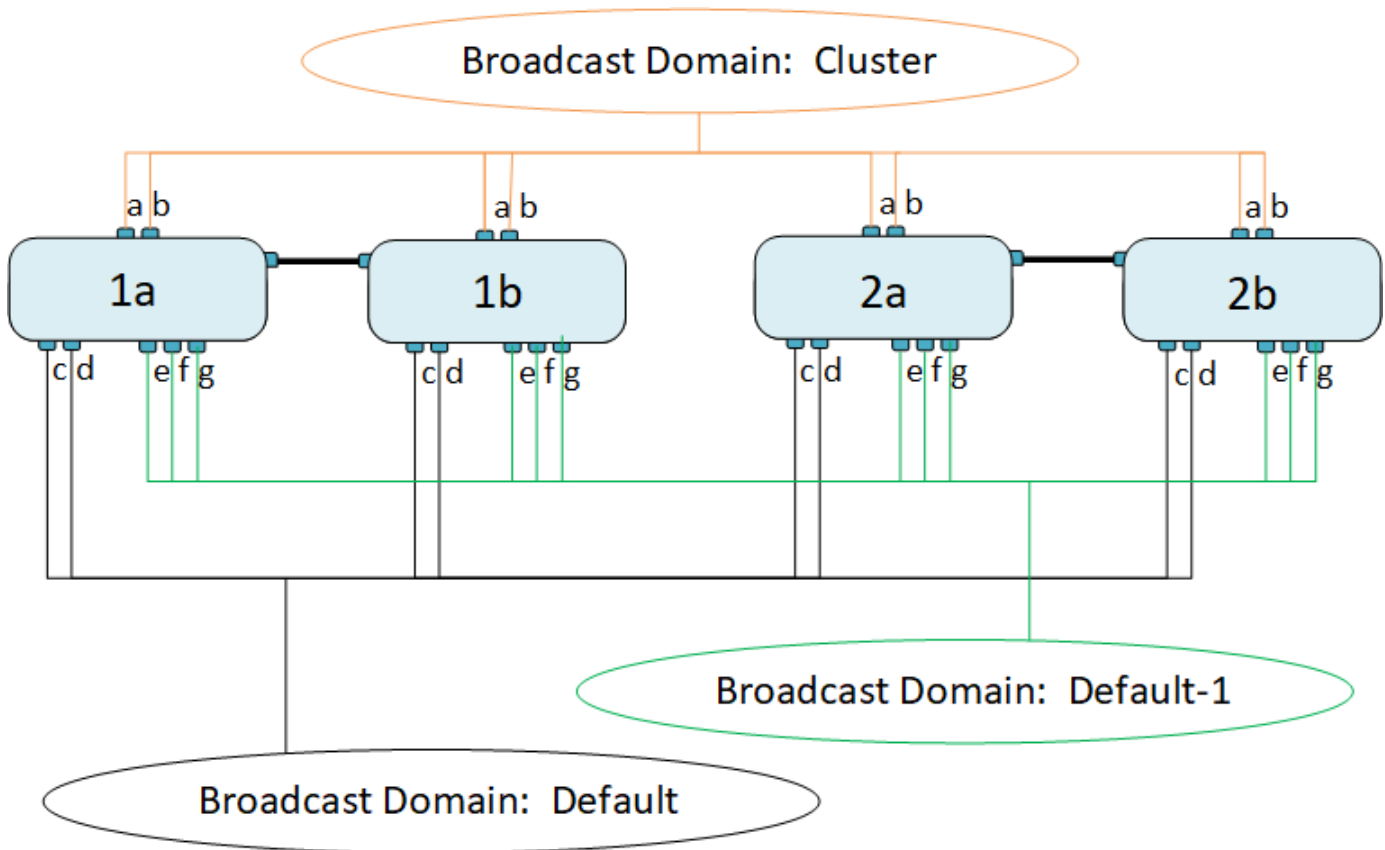 Broadcast Domain: Cluster
a b
a b
a b
a b
1a
1b
2a
2b
c d
e f g
c d
e f g
c d
e f g
c d
e f g
Broadcast Domain: Default-1
Broadcast Domain: Default